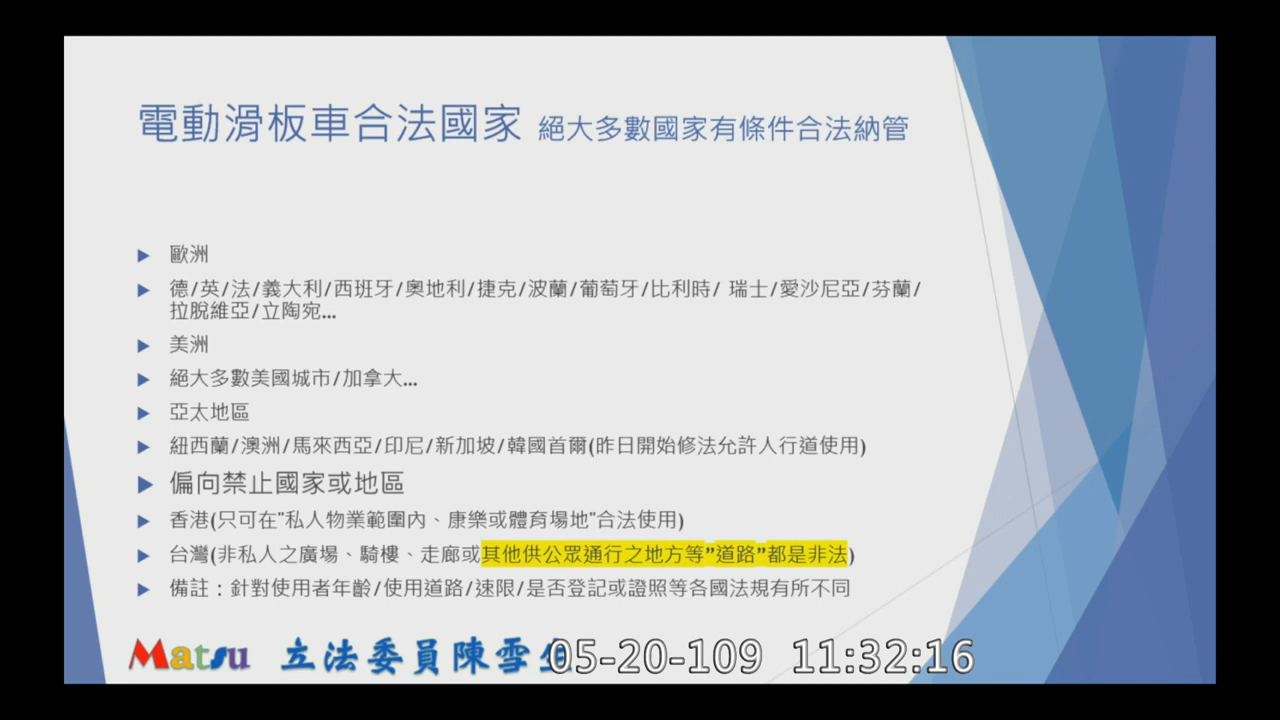 電動滑板車合法國家 絕大多數國家有條件合法納管
歐洲
德/英/法/義大利/西班牙/奧地利/捷克/波蘭/葡萄牙/比利時/ 瑞士/愛沙尼亞/芬蘭/
拉脫維亞/立陶宛...
美洲
絕大多數美國城市/加拿大...
亞太地區
紐西蘭/澳洲/馬來西亞/印尼/新加坡/韓國首爾(昨日開始修法允許人行道使用)
偏向禁止國家或地區
香港(只可在"私人物業範圍內、康樂或體育場地"合法使用)
台灣(非私人之廣場、騎樓、走廊或其他供公眾通行之地方等”道路”都是非法)
備註：針對使用者年齡/使用道路/速限/是否登記或證照等各國法規有所不同
Matsu 立法委員陳雪 05-20-109 11:32:16